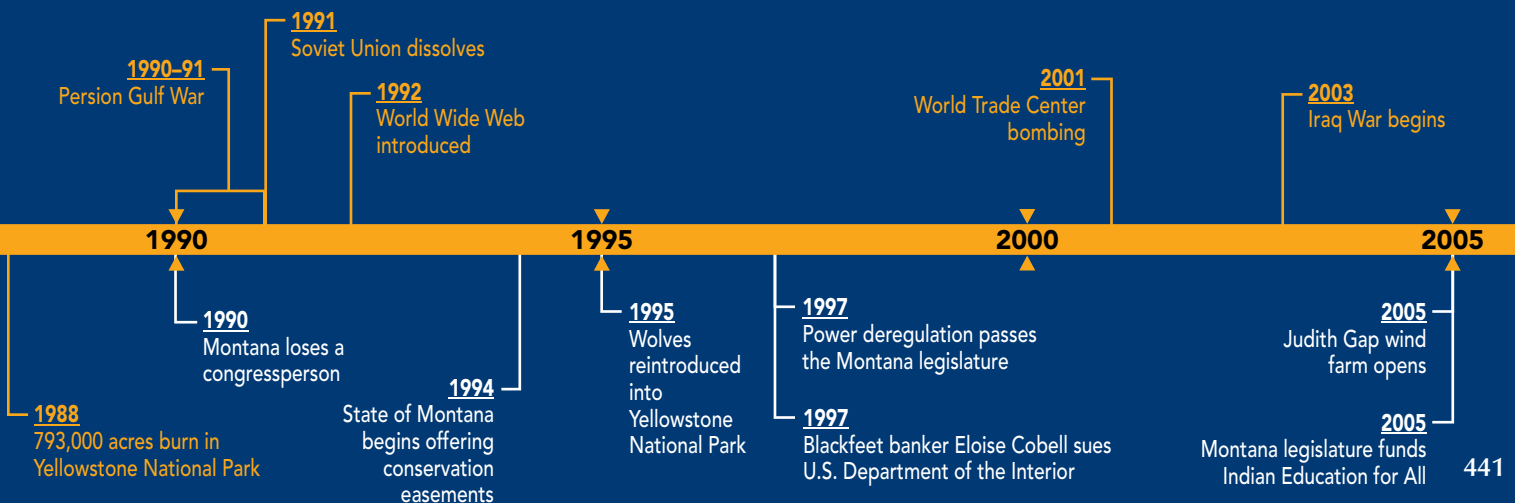 1991
Soviet Union dissolves
1990–91
Persion Gulf War
1992
World Wide Web
introduced
2001
World Trade Center
bombing
2003
Iraq War begins
1990
1995
2000
2005
1988
793,000 acres burn in
Yellowstone National Park
1990
Montana loses a
congressperson
1994
State of Montana
begins offering
conservation
easements
1995
Wolves
reintroduced
into
Yellowstone
National Park
1997
Power deregulation passes
the Montana legislature
1997
Blackfeet banker Eloise Cobell sues
U.S. Department of the Interior
2005
Judith Gap wind
farm opens
2005
Montana legislature funds
Indian Education for All
441